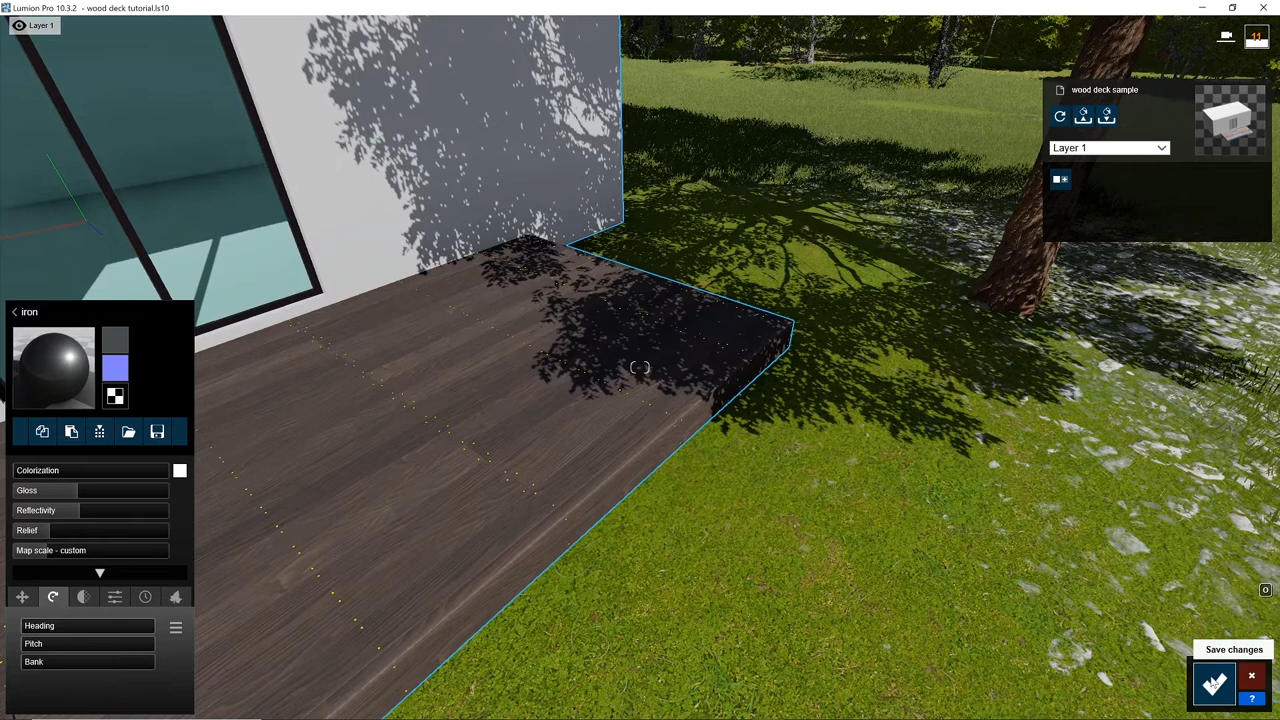 Lumion Pro 10.3.2 - wood deck tutorial.ls10
Layer 1
11
wood deck sample
Layer 1
iron
Colorization
Gloss
Reflectivity
Relief
Map scale - custom
Heading
Pitch
Bank
O
Save changes
?